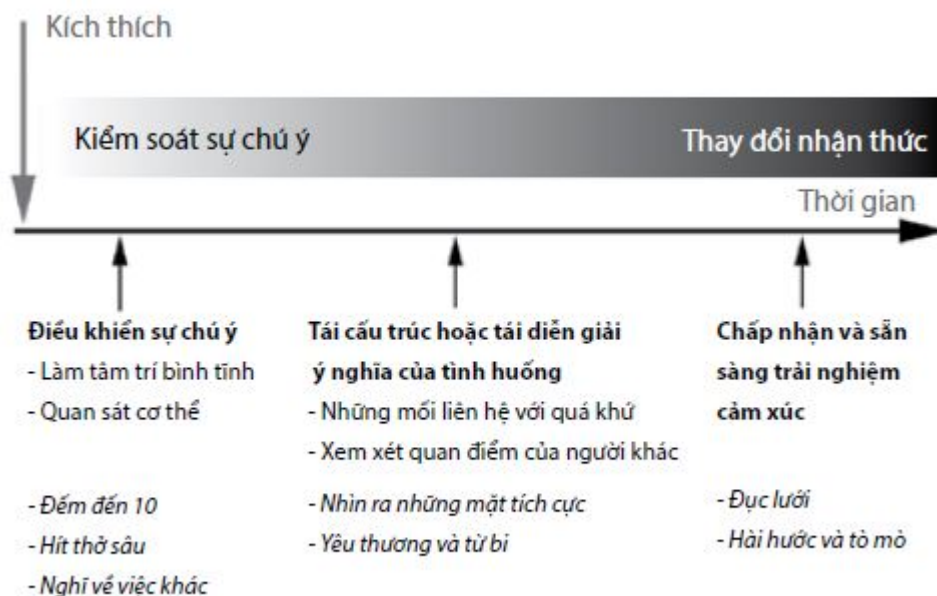 Kích thích
Kiểm soát sự chú ý
Thay đổi nhận thức
Thời gian
Điều khiển sự chú ý
- Làm tâm trí bình tĩnh
- Quan sát cơ thể
- Đếm đến 10
- Hít thở sâu
- Nghĩ về việc khác
Tái cấu trúc hoặc tái diễn giải
ý nghĩa của tình huống
- Những mối liên hệ với quá khứ
- Xem xét quan điểm của người khác
- Nhìn ra những mặt tích cực
- Yêu thương và từ bi
Chấp nhận và sẵn
sàng trải nghiệm
cảm xúc
- Đục lưới
- Hài hước và tò mò